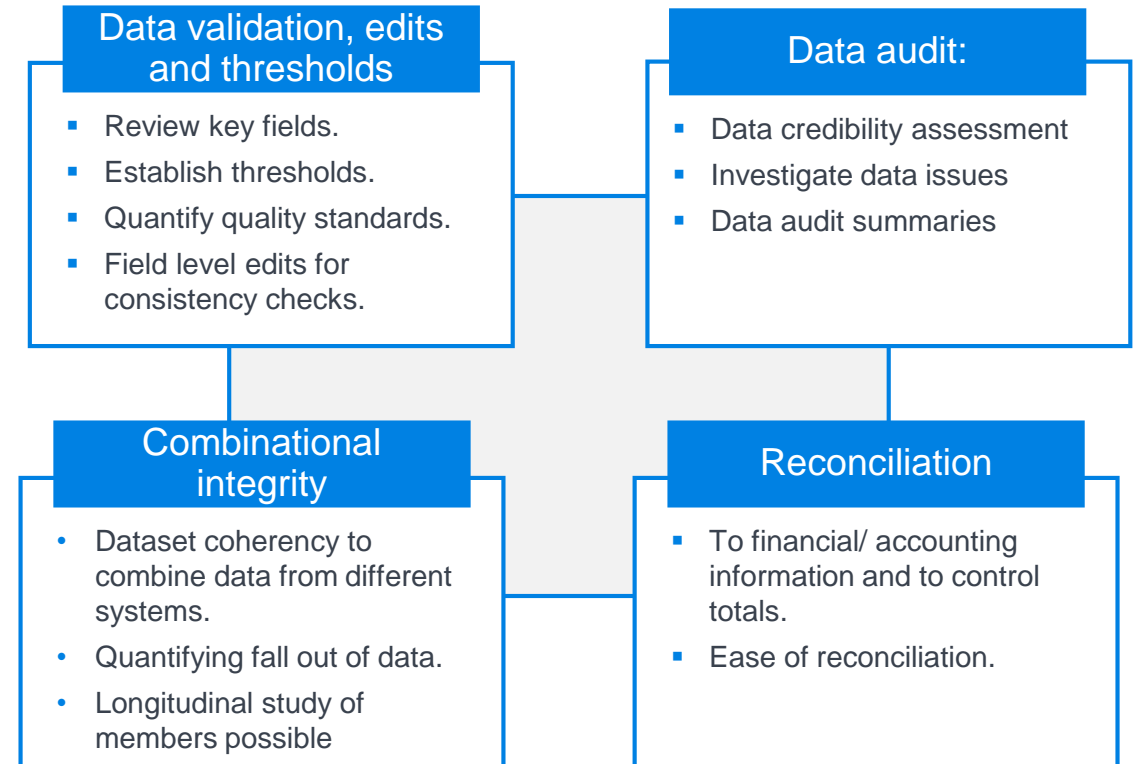 Data validation, edits
and thresholds
▪ Review key fields.
▪ Establish thresholds.
▪ Quantify quality standards.
▪ Field level edits for
consistency checks.
Data audit:
▪ Data credibility assessment
▪ Investigate data issues
▪ Data audit summaries
Combinational
integrity
• Dataset coherency to
combine data from different
systems.
• Quantifying fall out of data.
• Longitudinal study of
members possible
Reconciliation
▪ To financial/ accounting
information and to control
totals.
▪ Ease of reconciliation.